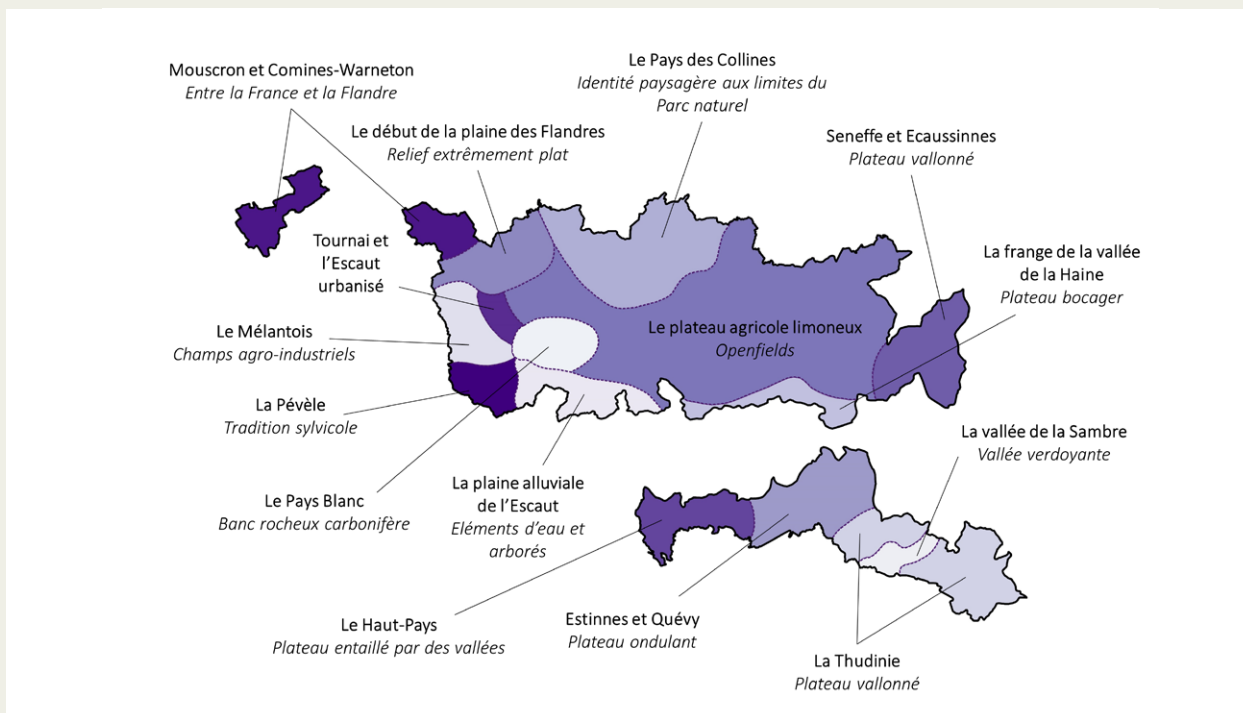 Mouscron et Comines-Warneton
Entre la France et la Flandre
Le Pays des Collines
Identité paysagère aux limites du
Parc naturel
Le début de la plaine des Flandres
Relief extrêmement plat
Seneffe et Ecaussinnes
Plateau vallonné
Tournai et
l’Escaut
urbanisé
La frange de la vallée
de la Haine
Plateau bocager
Le Mélantois
Champs agro-industriels
Le plateau agricole limoneux
Openfields
La Pévèle
Tradition sylvicole
La vallée de la Sambre
Vallée verdoyante
Le Pays Blanc
Banc rocheux carbonifère
La plaine alluviale
de l’Escaut
Eléments d’eau et
arborés
Le Haut-Pays
Plateau entaillé par des vallées
Estinnes et Quévy
Plateau ondulant
La Thudinie
Plateau vallonné